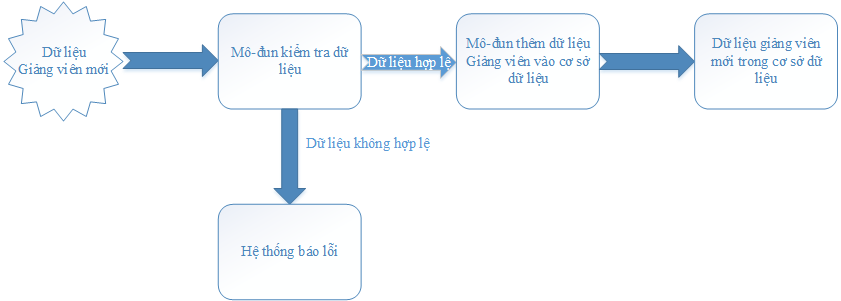 Dữ liệu
Giảng viên mới
Mô-đun kiểm tra dữ
liệu
Dữ liệu hợp lệ
Mô-đun thêm dữ liệu
Giảng viên vào cơ sở
dữ liệu
Dữ liệu giảng viên
mới trong cơ sở dữ
liệu
Dữ liệu không hợp lệ
Hệ thống báo lỗi